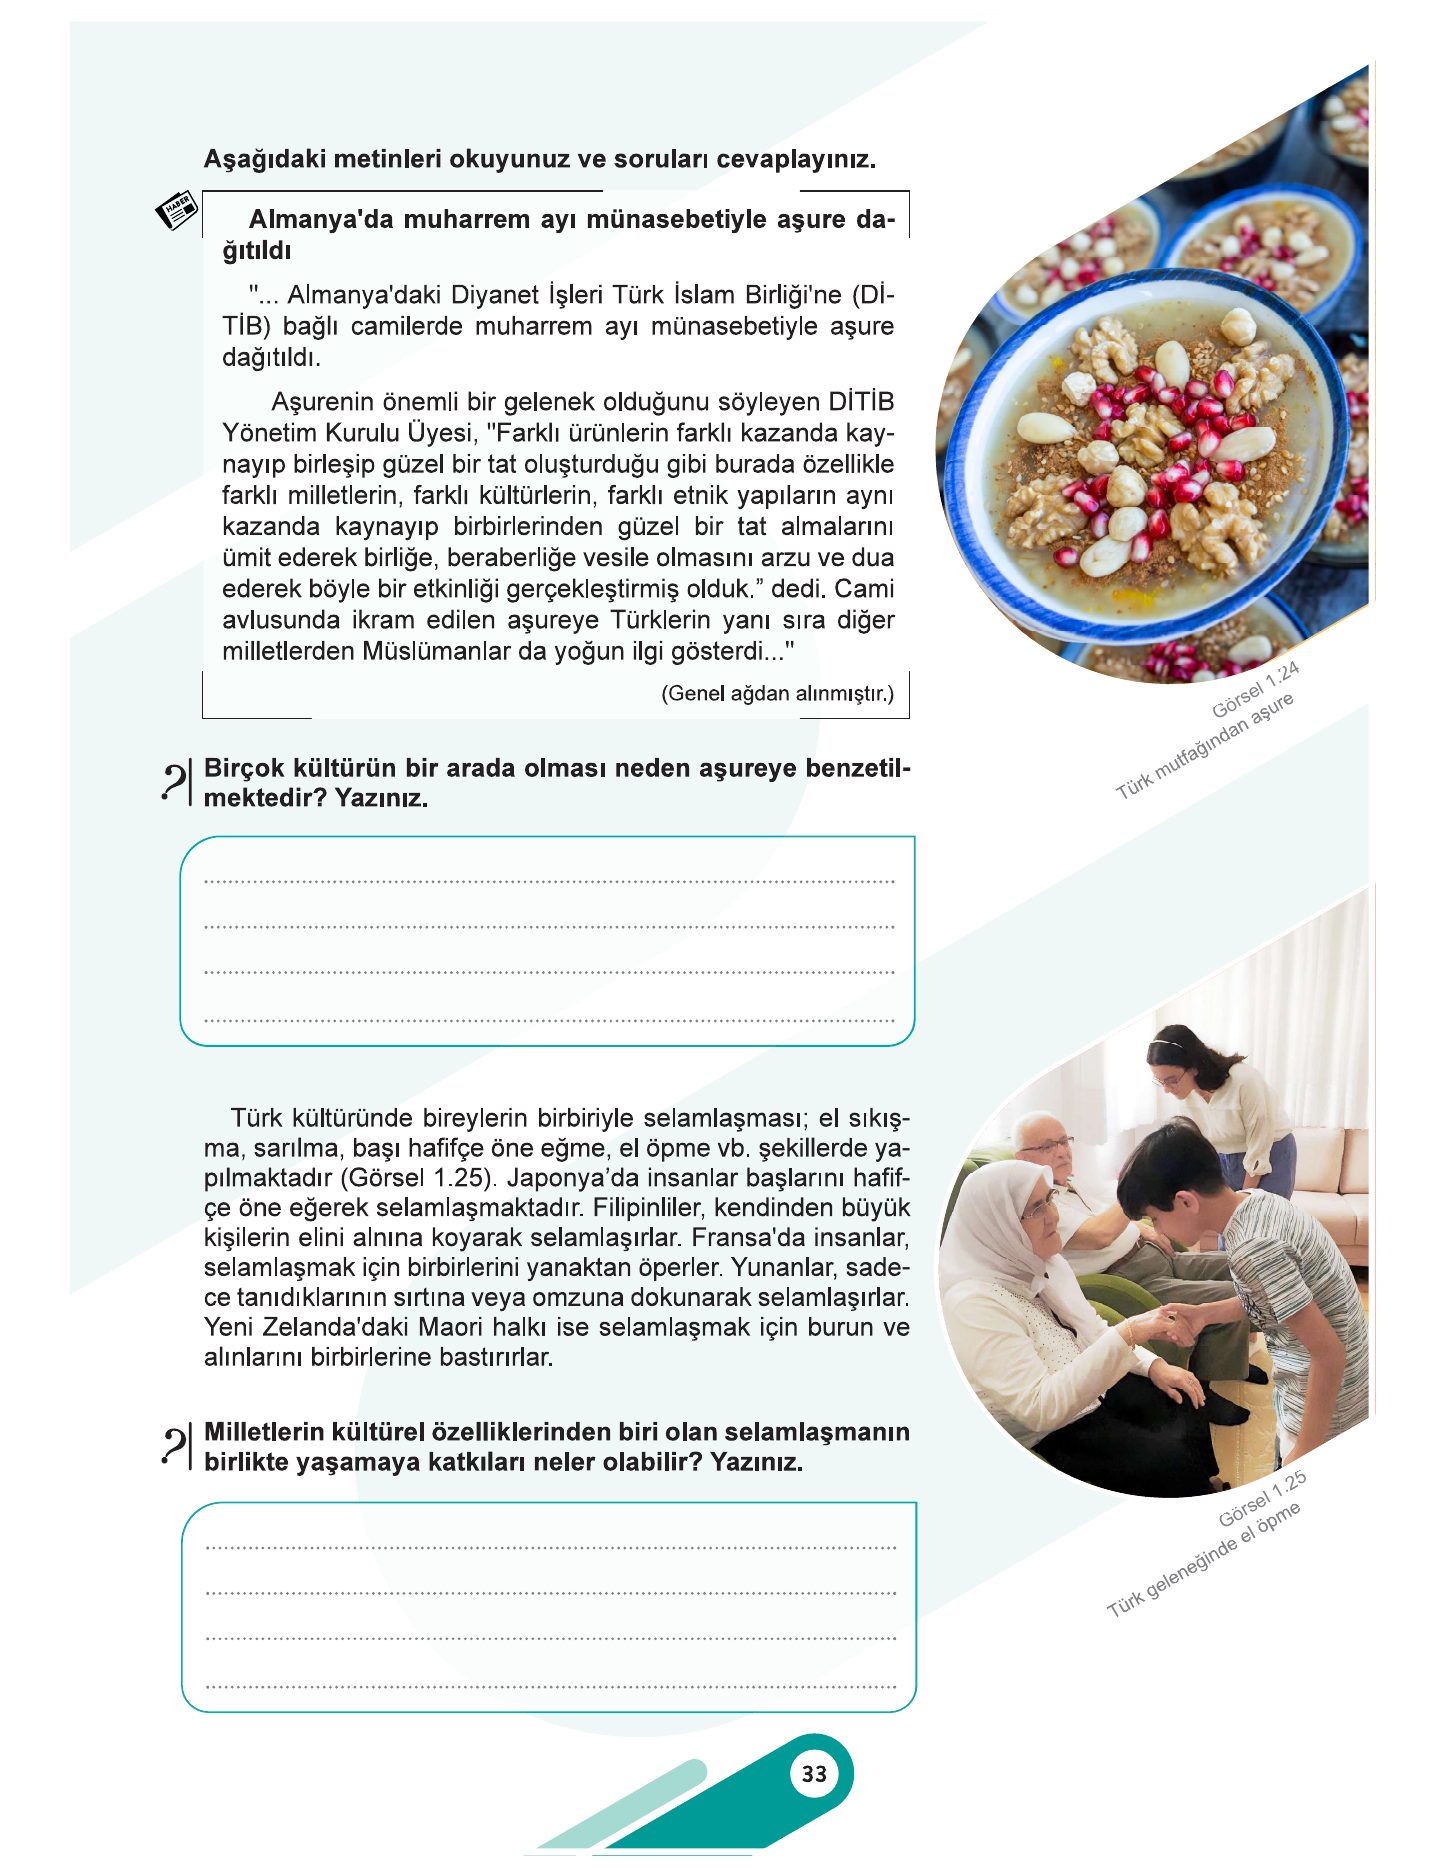 Aşağıdaki metinleri okuyunuz ve soruları cevaplayınız.
HABER
Almanya'da muharrem ayı münasebetiyle aşure da-
ğıtıldı
"... Almanya'daki Diyanet İşleri Türk İslam Birliği'ne (Dİ-
TİB) bağlı camilerde muharrem ayı münasebetiyle aşure
dağıtıldı.
Aşurenin önemli bir gelenek olduğunu söyleyen DİTİB
Yönetim Kurulu Üyesi, "Farklı ürünlerin farklı kazanda kay-
nayıp birleşip güzel bir tat oluşturduğu gibi burada özellikle
farklı milletlerin, farklı kültürlerin, farklı etnik yapıların aynı
kazanda kaynayıp birbirlerinden güzel bir tat almalarını
ümit ederek birliğe, beraberliğe vesile olmasını arzu ve dua
ederek böyle bir etkinliği gerçekleştirmiş olduk.” dedi. Cami
avlusunda ikram edilen aşureye Türklerin yanı sıra diğer
milletlerden Müslümanlar da yoğun ilgi gösterdi..."
(Genel ağdan alınmıştır.)
Görsel 1.24
Türk mutfağından aşure
? Birçok kültürün bir arada olması neden aşureye benzetil-
mektedir? Yazınız.
Türk kültüründe bireylerin birbiriyle selamlaşması; el sıkış-
ma, sarılma, başı hafifçe öne eğme, el öpme vb. şekillerde ya-
pılmaktadır (Görsel 1.25). Japonya’da insanlar başlarını hafif-
çe öne eğerek selamlaşmaktadır. Filipinliler, kendinden büyük
kişilerin elini alnına koyarak selamlaşırlar. Fransa'da insanlar,
selamlaşmak için birbirlerini yanaktan öperler. Yunanlar, sade-
ce tanıdıklarının sırtına veya omzuna dokunarak selamlaşırlar.
Yeni Zelanda'daki Maori halkı ise selamlaşmak için burun ve
alınlarını birbirlerine bastırırlar.
Görsel 1.25
Türk geleneğinde el öpme
? Milletlerin kültürel özelliklerinden biri olan selamlaşmanın
birlikte yaşamaya katkıları neler olabilir? Yazınız.
33